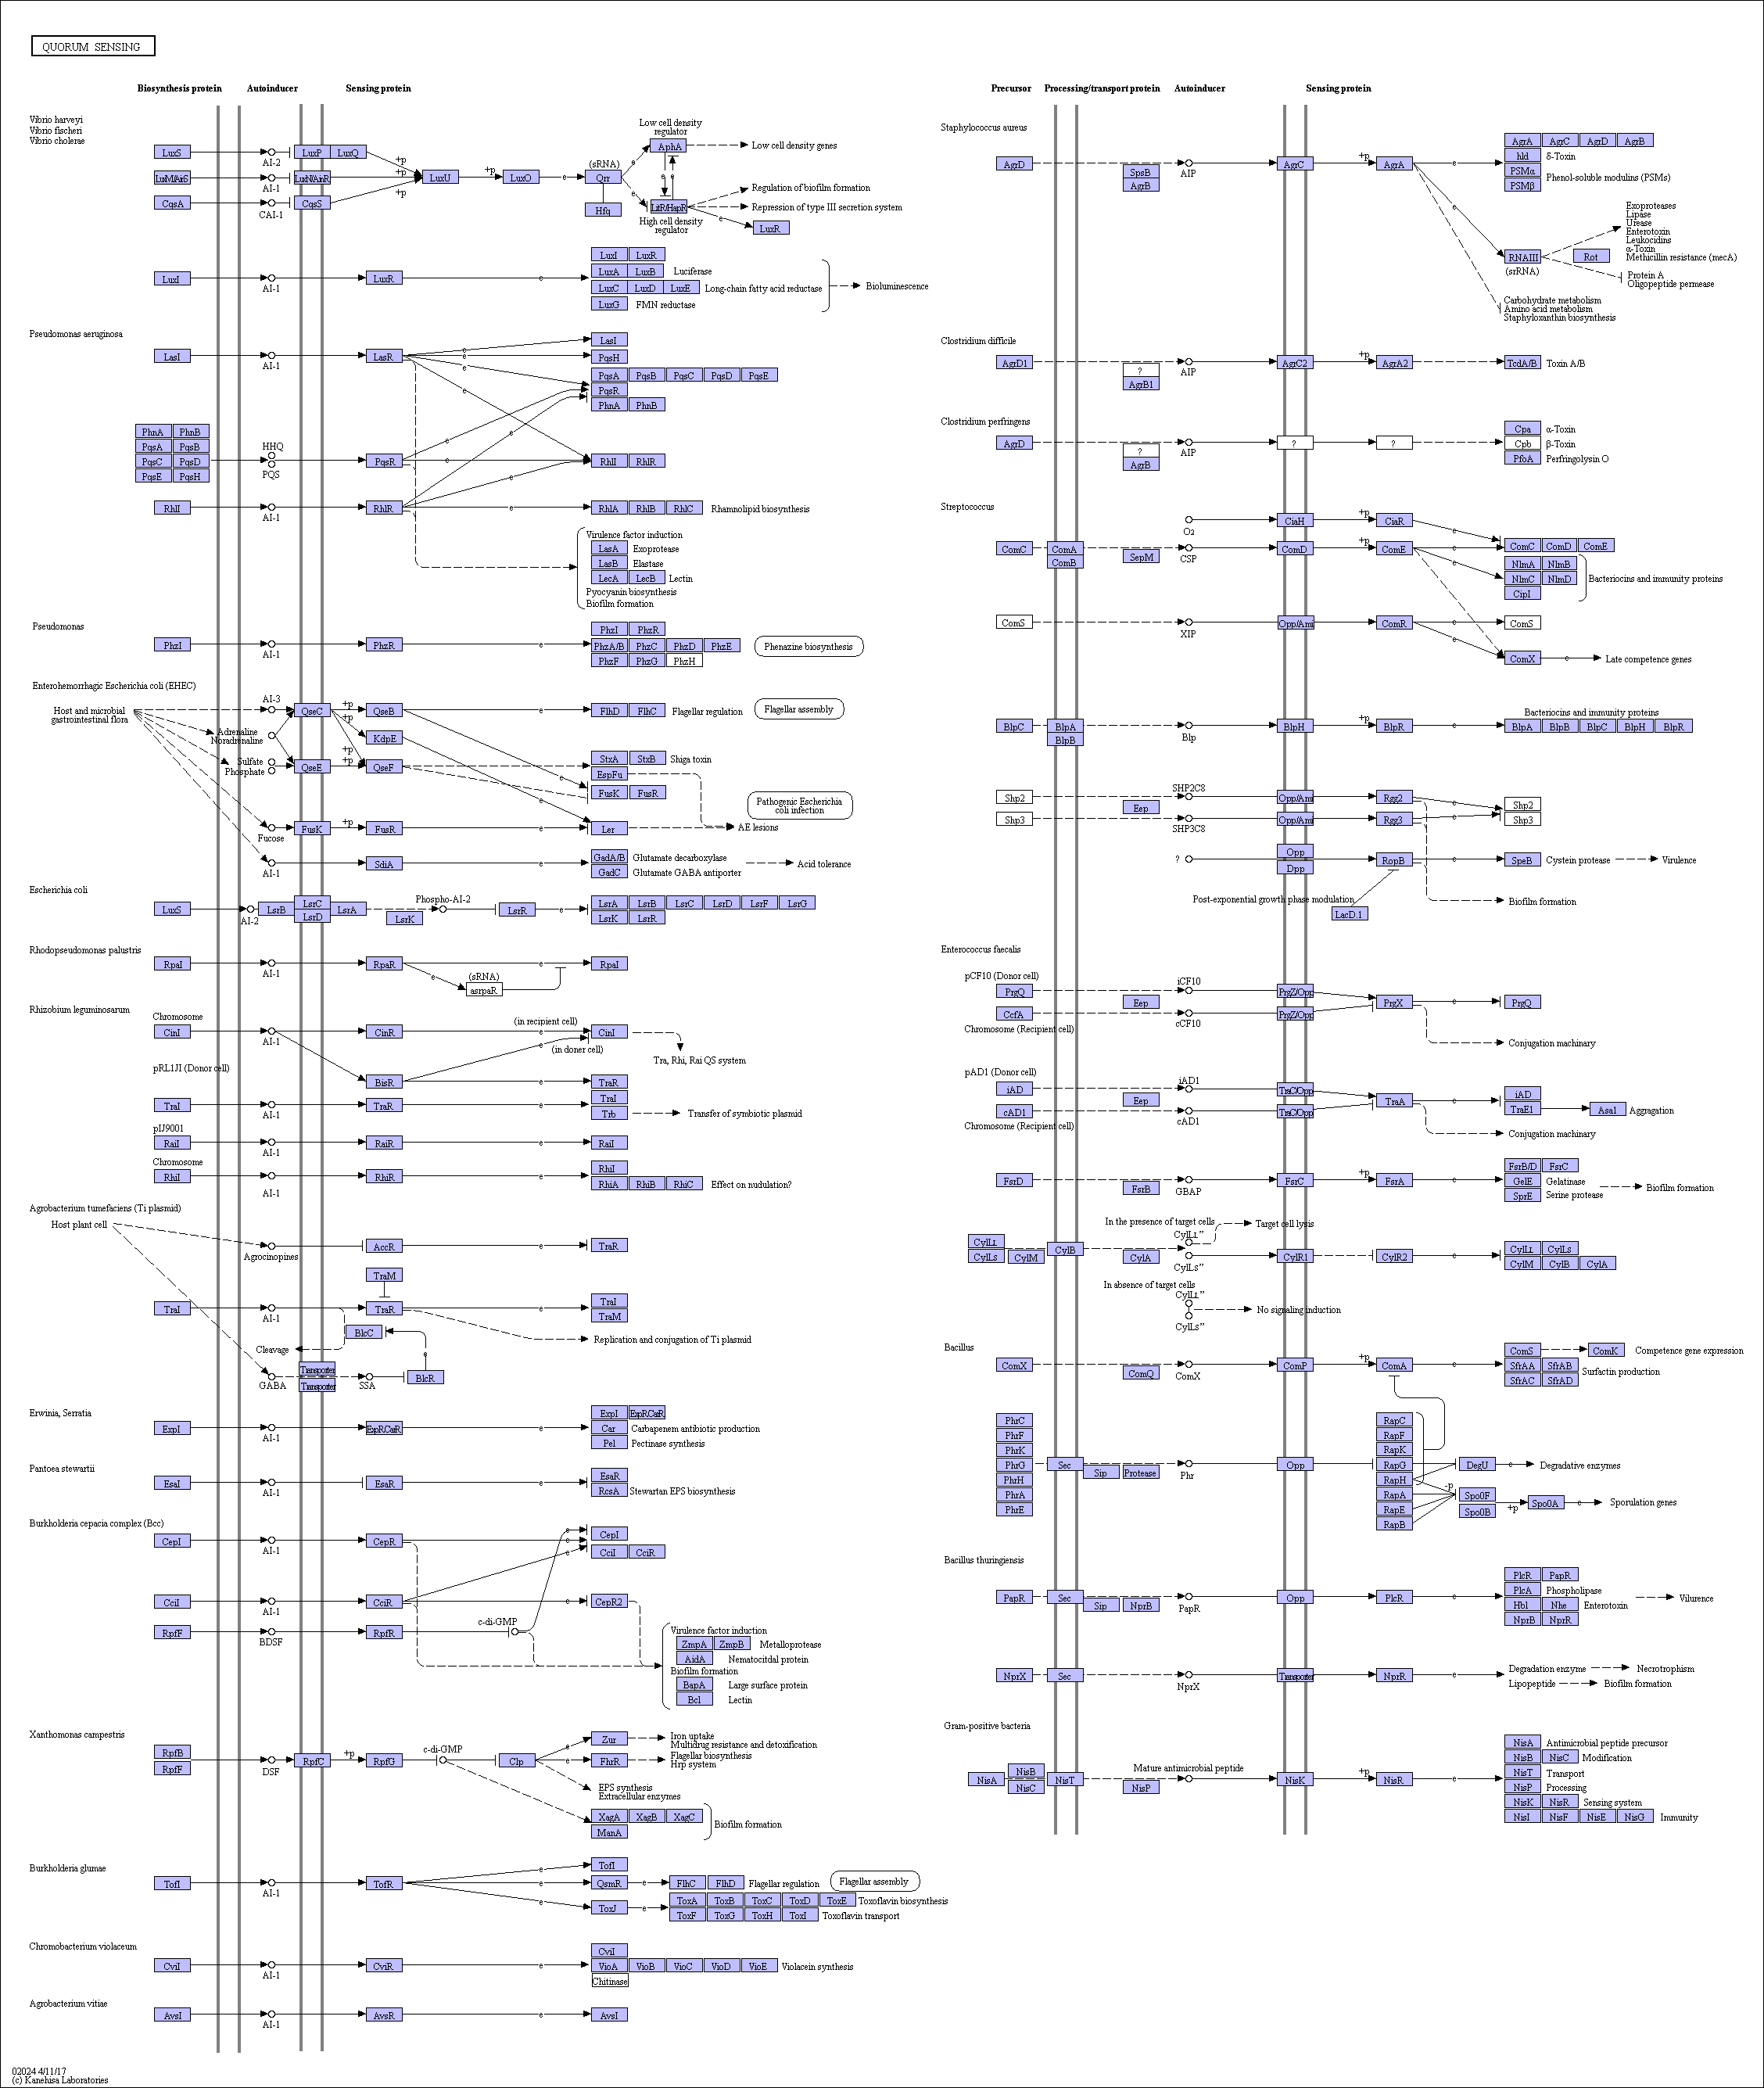 QUORUM SENSING
Biosynthesis protein Autoinducer Sensing protein
Vibrio harveyi
Vibrio fischeri
Vibrio cholerae
Low cell density
regulator
LuxS AI-2 LuxP LuxQ +p AphA Low cell density genes
(sRNA)
LuxM/AinS AI-1 LuxN/AinR +p LuxU +p LuxO e Qrr e e e
Regulation of biofilm formation
CqsA CAI-1 CqsS +p Hfq e LitR/HapR Repression of type III secretion system
High cell density
regulator
e LuxR
LuxI LuxR
LuxA LuxB Luciferase
LuxI AI-1 LuxR e LuxC LuxD LuxE Long-chain fatty acid reductase Bioluminescence
LuxG FMN reductase
Pseudomonas aeruginosa
LasI
LasI AI-1 LasR e e e e PqsH
PqsA PqsB PqsC PqsD PqsE
PqsR
PhnA PhnB
PhnA PhnB
PqsA PqsB HHQ
PqsC PqsD PQS PqsR e e e e RhlI RhlR
PqsE PqsH
RhlI AI-1 RhlR e RhlA RhlB RhlC Rhamnolipid biosynthesis
Virulence factor induction
LasA Exoprotease
LasB Elastase
LecA LecB Lectin
Pyocyanin biosynthesis
Biofilm formation
Pseudomonas
PhzI PhzR
PhzI AI-1 PhzR e PhzA/B PhzC PhzD PhzE Phenazine biosynthesis
PhzF PhzG PhzH
Enterohemorrhagic Escherichia coli (EHEC)
Host and microbial
gastrointestinal flora
AI-3 QseC +p QseB e FlhD FlhC Flagellar regulation Flagellar assembly
Adrenaline
Noradrenaline +p KdpE
Sulfate
Phosphate QseE +p +p QseF StxA StxB Shiga toxin
EspFu
e FusK FusR Pathogenic Escherichia
coli infection
Fucose FusK +p FusR e e Ler AE lesions
AI-1 SdiA e GadA/B Glutamate decarboxylase Acid tolerance
GadC Glutamate GABA antiporter
Escherichia coli
LuxS AI-2 LsrB LsrC LsrD LsrA LsrK Phospho-AI-2 LsrR e LsrA LsrB LsrC LsrD LsrF LsrG
LsrK LsrR
Rhodopseudomonas palustris
RpaI AI-1 RpaR e e RpaI
(sRNA)
asrpaR
Rhizobium leguminosarum
Chromosome
CinI AI-1 CinR (in recipient cell) e CinI
e (in doner cell)
Tra, Rhi, Rai QS system
pRL1JI (Donor cell)
BisR e TraR
TraI AI-1 TraR e TraI
Trb Transfer of symbiotic plasmid
pIJ9001
RaiI AI-1 RaiR e RaiI
Chromosome
RhiI AI-1 RhiR e RhiI
RhiA RhiB RhiC Effect on nudulation?
Agrobacterium tumefaciens (Ti plasmid)
Host plant cell
Agrocinopines AccR e TraR
TraM
TraI AI-1 TraR e TraI
TraM
BlcC Replication and conjugation of Ti plasmid
Cleavage e
GABA Transporter
Transporter SSA BlcR
Erwinia, Serratia
ExpI ExpR/CarR
ExpI AI-1 ExpR/CarR e Car Carbapenem antibiotic production
Pel Pectinase synthesis
Pantoea stewartii
EsaI AI-1 EsaR e EsaR
RcsA Stewartan EPS biosynthesis
Burkholderia cepacia complex (Bcc)
CepI AI-1 CepR e e e CepI
CciI CciR
CciI AI-1 CciR e CepR2
RpfF BDSF RpfR c-di-GMP
Virulence factor induction
ZmpA ZmpB Metalloprotease
AidA Nematocitdal protein
Biofilm formation
BapA Large surface protein
Bcl Lectin
Xanthomonas campestris
RpfB
RpfF DSF RpfC +p RpfG c-di-GMP Clp e Zur Iron uptake
Multidrug resistance and detoxification
e FhrR Flagellar biosynthesis
Hrp system
EPS synthesis
Extracellular enzymes
XagA XagB XagC Biofilm formation
ManA
Burkholderia glumae
TofI
TofI AI-1 TofR e e e QsmR e FlhC FlhD Flagellar regulation Flagellar assembly
ToxJ e ToxA ToxB ToxC ToxD ToxE Toxoflavin biosynthesis
ToxF ToxG ToxH ToxI Toxoflavin transport
Chromobacterium violaceum
CviI
CviI AI-1 CviR e VioA VioB VioC VioD VioE Violacein synthesis
Chitinase
Agrobacterium vitiae
AvsI AI-1 AvsR e AvsI
02024 4/11/17
(c) Kanehisa Laboratories
Precursor Processing/transport protein Autoinducer Sensing protein
Staphylococcus aureus
AgrA AgrC AgrD AgrB
AgrD SpsB AgrB AIP AgrC +p AgrA e hld δ-Toxin
PSMα
PSMβ Phenol-soluble modulins (PSMs)
e RNAIII
(srRNA) Rot
Exoproteases
Lipase
Urease
Enterotoxin
Leukocidins
α-Toxin
Methicillin resistance (mecA)
Protein A
Oligopeptide permease
Carbohydrate metabolism
Amino acid metabolism
Staphyloxanthin biosynthesis
Clostridium difficile
AgrD1 ? AgrB1 AIP AgrC2 +p AgrA2 TcdA/B Toxin A/B
Clostridium perfringens
Cpa α-Toxin
AgrD ? AgrB AIP ? ? Cpb β-Toxin
PfoA Perfringolysin O
Streptococcus
O2 CiaH +p CiaR e
ComC ComA ComB SepM CSP ComD +p ComE e e ComC ComD ComE
NlmA NlmB
NlmC NlmD Bacteriocins and immunity proteins
CipI
ComS XIP Opp/Ami ComR e e ComS
ComX e Late competence genes
Bacteriocins and immunity proteins
BlpC BlpA BlpB Blp BlpH +p BlpR e BlpA BlpB BlpC BlpH BlpR
Shp2 Eep SHP2C8 Opp/Ami Rgg2 e Shp2
Shp3 SHP3C8 Opp/Ami Rgg3 e Shp3
? Opp
Dpp RopB e SpeB Cystein protease Virulence
Post-exponential growth phase modulation
LacD.1 Biofilm formation
Enterococcus faecalis
pCF10 (Donor cell)
PrgQ Eep iCF10 PrgZ/Opp PrgX e PrgQ
CcfA cCF10 PrgZ/Opp
Chromosome (Recipient cell)
Conjugation machinery
pAD1 (Donor cell)
iAD Eep iAD1 TraC/Opp TraA e iAD
cAD1 cAD1 TraC/Opp TraE1 Asa1 Aggragation
Chromosome (Recipient cell)
Conjugation machinery
FsrB/D FsrC
FsrD FsrB GBAP FsrC +p FsrA e GelE Gelatinase Biofilm formation
SprE Serine protease
In the presence of target cells Target cell lysis
CylLL CylLS CylM CylB CylA CylLL" CylLs" CylR1 CylR2 e CylLL CylLs
CylM CylB CylA
In absence of target cells
CylLL"
No signaling induction
CylLs"
Bacillus
ComS ComK Competence gene expression
ComX ComQ ComX ComP +p ComA e SfrAA SfrAB Surfactin production
SfrAC SfrAD
PhrC RapC
PhrF RapF
PhrK RapK
PhrG Sec Sip Protease Phr Opp RapG DegU e Degradative enzymes
PhrH RapH -p
PhrA RapA Spo0F Spo0A e Sporulation genes
PhrE RapE Spo0B +p
RapB
Bacillus thuringiensis
PlcR PapR
PapR Sec Sip NprB PapR Opp PlcR e PlcA Phospholipase
Hbl Nhe Enterotoxin Vilurence
NprB NprR
NprX Sec NprX Transporter NprR e Degradation enzyme Necrotrophism
Lipopeptide Biofilm formation
Gram-positive bacteria
NisA Antimicrobial peptide precursor
NisB NisC Modification
NisA NisB NisC NisT NisP Mature antimicrobial peptide NisK +p NisR e NisT Transport
NisP Processing
NisK NisR Sensing system
NisI NisF NisE NisG Immunity